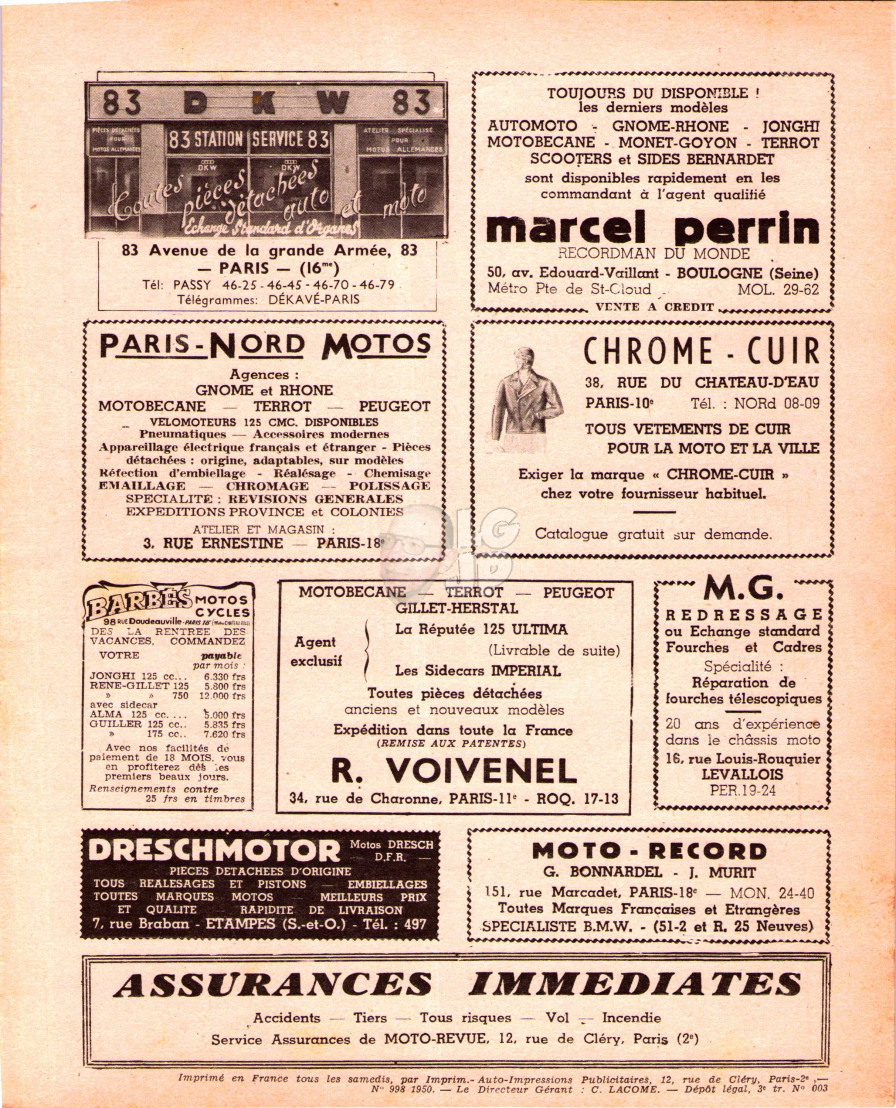 83 DKW 83
PIÈCES DÉTACHÉES
POUR
MOTOS ALLEMANDES
83 STATION SERVICE 83
ATELIER SPÉCIALISÉ
POUR
MOTOS ALLEMANDES
DKW DKW
Toutes pièces
détachées
auto et moto
Echange Standard d'Organes
83 Avenue de la grande Armée, 83
— PARIS — (16me)
Tél: PASSY 46-25 - 46-45 - 46-70 - 46-79
Télégrammes: DÉKAVÉ-PARIS
TOUJOURS DU DISPONIBLE !
les derniers modèles
AUTOMOTO - GNOME-RHONE - JONGHI
MOTOBECANE - MONET-GOYON - TERROT
SCOOTERS et SIDES BERNARDET
sont disponibles rapidement en les
commandant à l'agent qualifié
marcel perrin
RECORDMAN DU MONDE
50, av. Edouard-Vaillant - BOULOGNE (Seine)
Métro Pte de St-Cloud MOL. 29-62
VENTE A CREDIT
PARIS-NORD MOTOS
Agences :
GNOME et RHONE
MOTOBECANE — TERROT — PEUGEOT
VELOMOTEURS 125 CMC. DISPONIBLES
Pneumatiques — Accessoires modernes
Appareillage électrique français et étranger - Pièces
détachées : origine, adaptables, sur modèles
Réfection d'embiellage - Réalésage - Chemisage
EMAILLAGE — CHROMAGE — POLISSAGE
SPECIALITE : REVISIONS GENERALES
EXPEDITIONS PROVINCE et COLONIES
ATELIER ET MAGASIN :
3, RUE ERNESTINE — PARIS-18e
CHROME - CUIR
38, RUE DU CHATEAU-D'EAU
PARIS-10e Tél. : NORd 08-09
TOUS VETEMENTS DE CUIR
POUR LA MOTO ET LA VILLE
Exiger la marque « CHROME-CUIR »
chez votre fournisseur habituel.
Catalogue gratuit sur demande.
BARBÈS MOTOS
CYCLES
98 RUE Doudeauville - PARIS 18e
DES LA RENTREE DES
VACANCES, COMMANDEZ
VOTRE payable
par mois :
JONGHI 125 cc... 6.330 frs
RENE-GILLET 125 5.800 frs
» » 750 12.000 frs
avec sidecar
ALMA 125 cc. .... 5.000 frs
GUILLER 125 cc.. 5.835 frs
» 175 cc.. 7.620 frs
Avec nos facilités de
paiement de 18 MOIS, vous
en profiterez dès les
premiers beaux jours.
Renseignements contre
25 frs en timbres
MOTOBECANE — TERROT — PEUGEOT
GILLET-HERSTAL
Agent
exclusif
La Réputée 125 ULTIMA
(Livrable de suite)
Les Sidecars IMPERIAL
Toutes pièces détachées
anciens et nouveaux modèles
Expédition dans toute la France
(REMISE AUX PATENTES)
R. VOIVENEL
34, rue de Charonne, PARIS-11e - ROQ. 17-13
M.G.
REDRESSAGE
ou Echange standard
Fourches et Cadres
Spécialité :
Réparation de
fourches télescopiques
20 ans d'expérience
dans le châssis moto
16, rue Louis-Rouquier
LEVALLOIS
PER.19-24
DRESCHMOTOR Motos DRESCH
— D.F.R. —
PIECES DETACHEES D'ORIGINE
TOUS REALESAGES ET PISTONS — EMBIELLAGES
TOUTES MARQUES MOTOS — MEILLEURS PRIX
ET QUALITE RAPIDITE DE LIVRAISON
7, rue Braban - ETAMPES (S.-et-O.) - Tél. : 497
MOTO - RECORD
G. BONNARDEL - J. MURIT
151, rue Marcadet, PARIS-18e — MON. 24-40
Toutes Marques Francaises et Etrangères
SPECIALISTE B.M.W. - (51-2 et R. 25 Neuves)
ASSURANCES IMMEDIATES
Accidents — Tiers — Tous risques — Vol — Incendie
Service Assurances de MOTO-REVUE, 12, rue de Cléry, Paris (2e)
Imprimé en France tous les samedis, par Imprim.- Auto-Impressions Publicitaires, 12, rue de Cléry, Paris-2e .—
N° 998 1950. — Le Directeur Gérant : C. LACOME. — Dépôt légal, 3e tr. N° 003